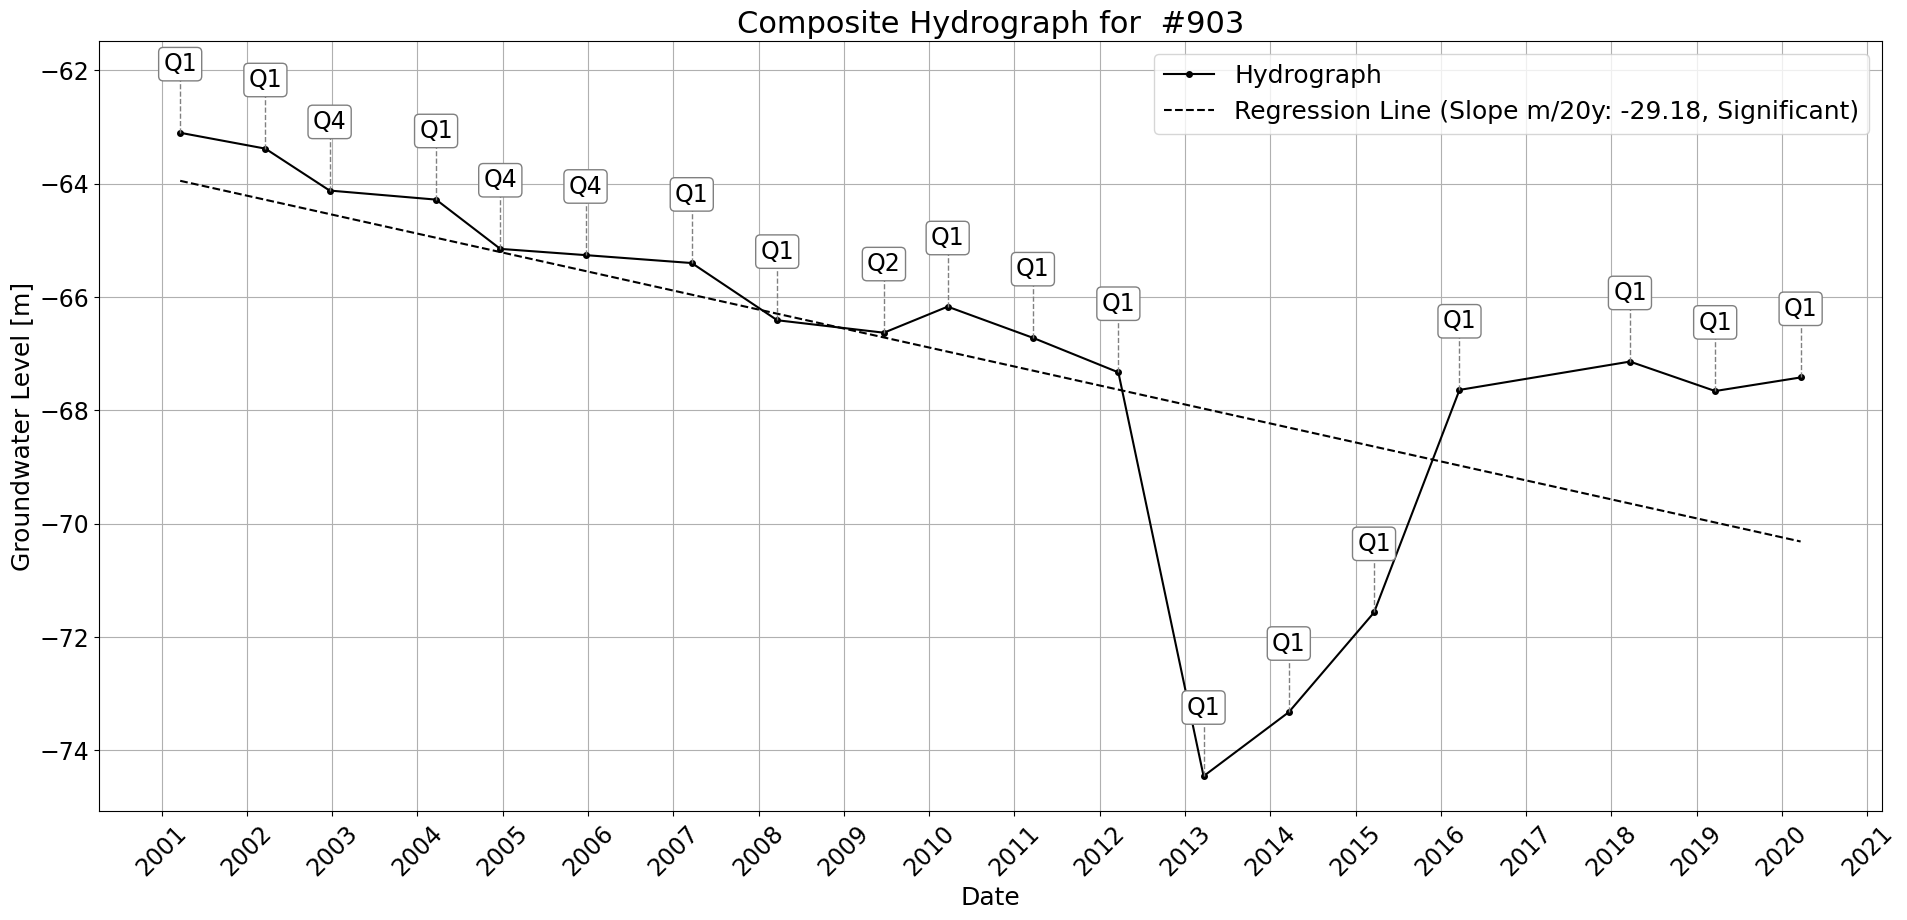 Composite Hydrograph for  #903
Hydrograph
Regression Line (Slope m/20y: -29.18, Significant)
Groundwater Level [m]
−62
−64
−66
−68
−70
−72
−74
Q1
Q1
Q4
Q1
Q4
Q4
Q1
Q1
Q2
Q1
Q1
Q1
Q1
Q1
Q1
Q1
Q1
Q1
Q1
2001
2002
2003
2004
2005
2006
2007
2008
2009
2010
2011
2012
2013
2014
2015
2016
2017
2018
2019
2020
2021
Date